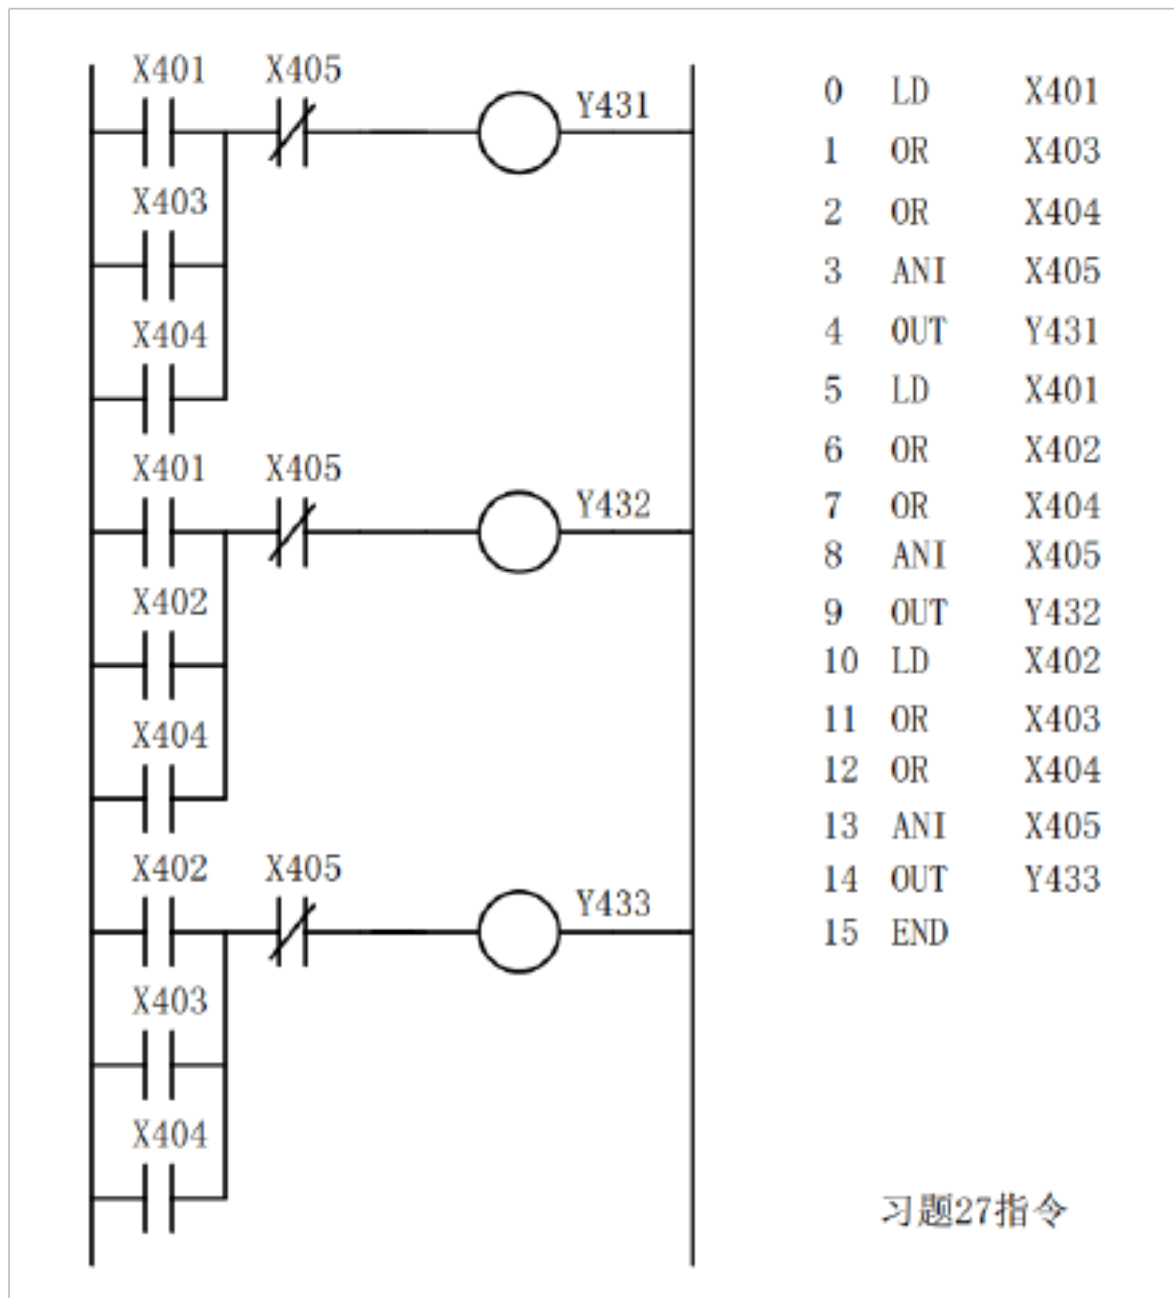 X401 X405
Y431
X403
X404
X401 X405
Y432
X402
X404
X402 X405
Y433
X403
X404
0 LD X401
1 OR X403
2 OR X404
3 ANI X405
4 OUT Y431
5 LD X401
6 OR X402
7 OR X404
8 ANI X405
9 OUT Y432
10 LD X402
11 OR X403
12 OR X404
13 ANI X405
14 OUT Y433
15 END
习题27指令